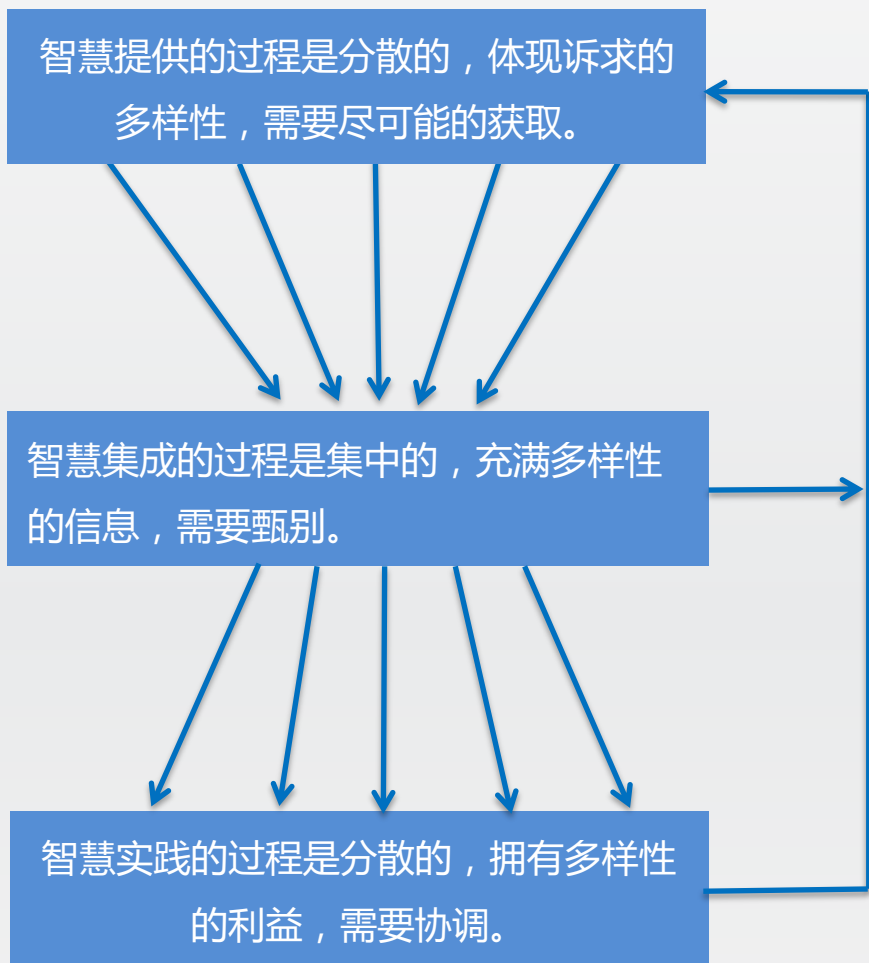 智慧提供的过程是分散的，体现诉求的
多样性，需要尽可能的获取。
智慧集成的过程是集中的，充满多样性
的信息，需要甄别。
智慧实践的过程是分散的，拥有多样性
的利益，需要协调。